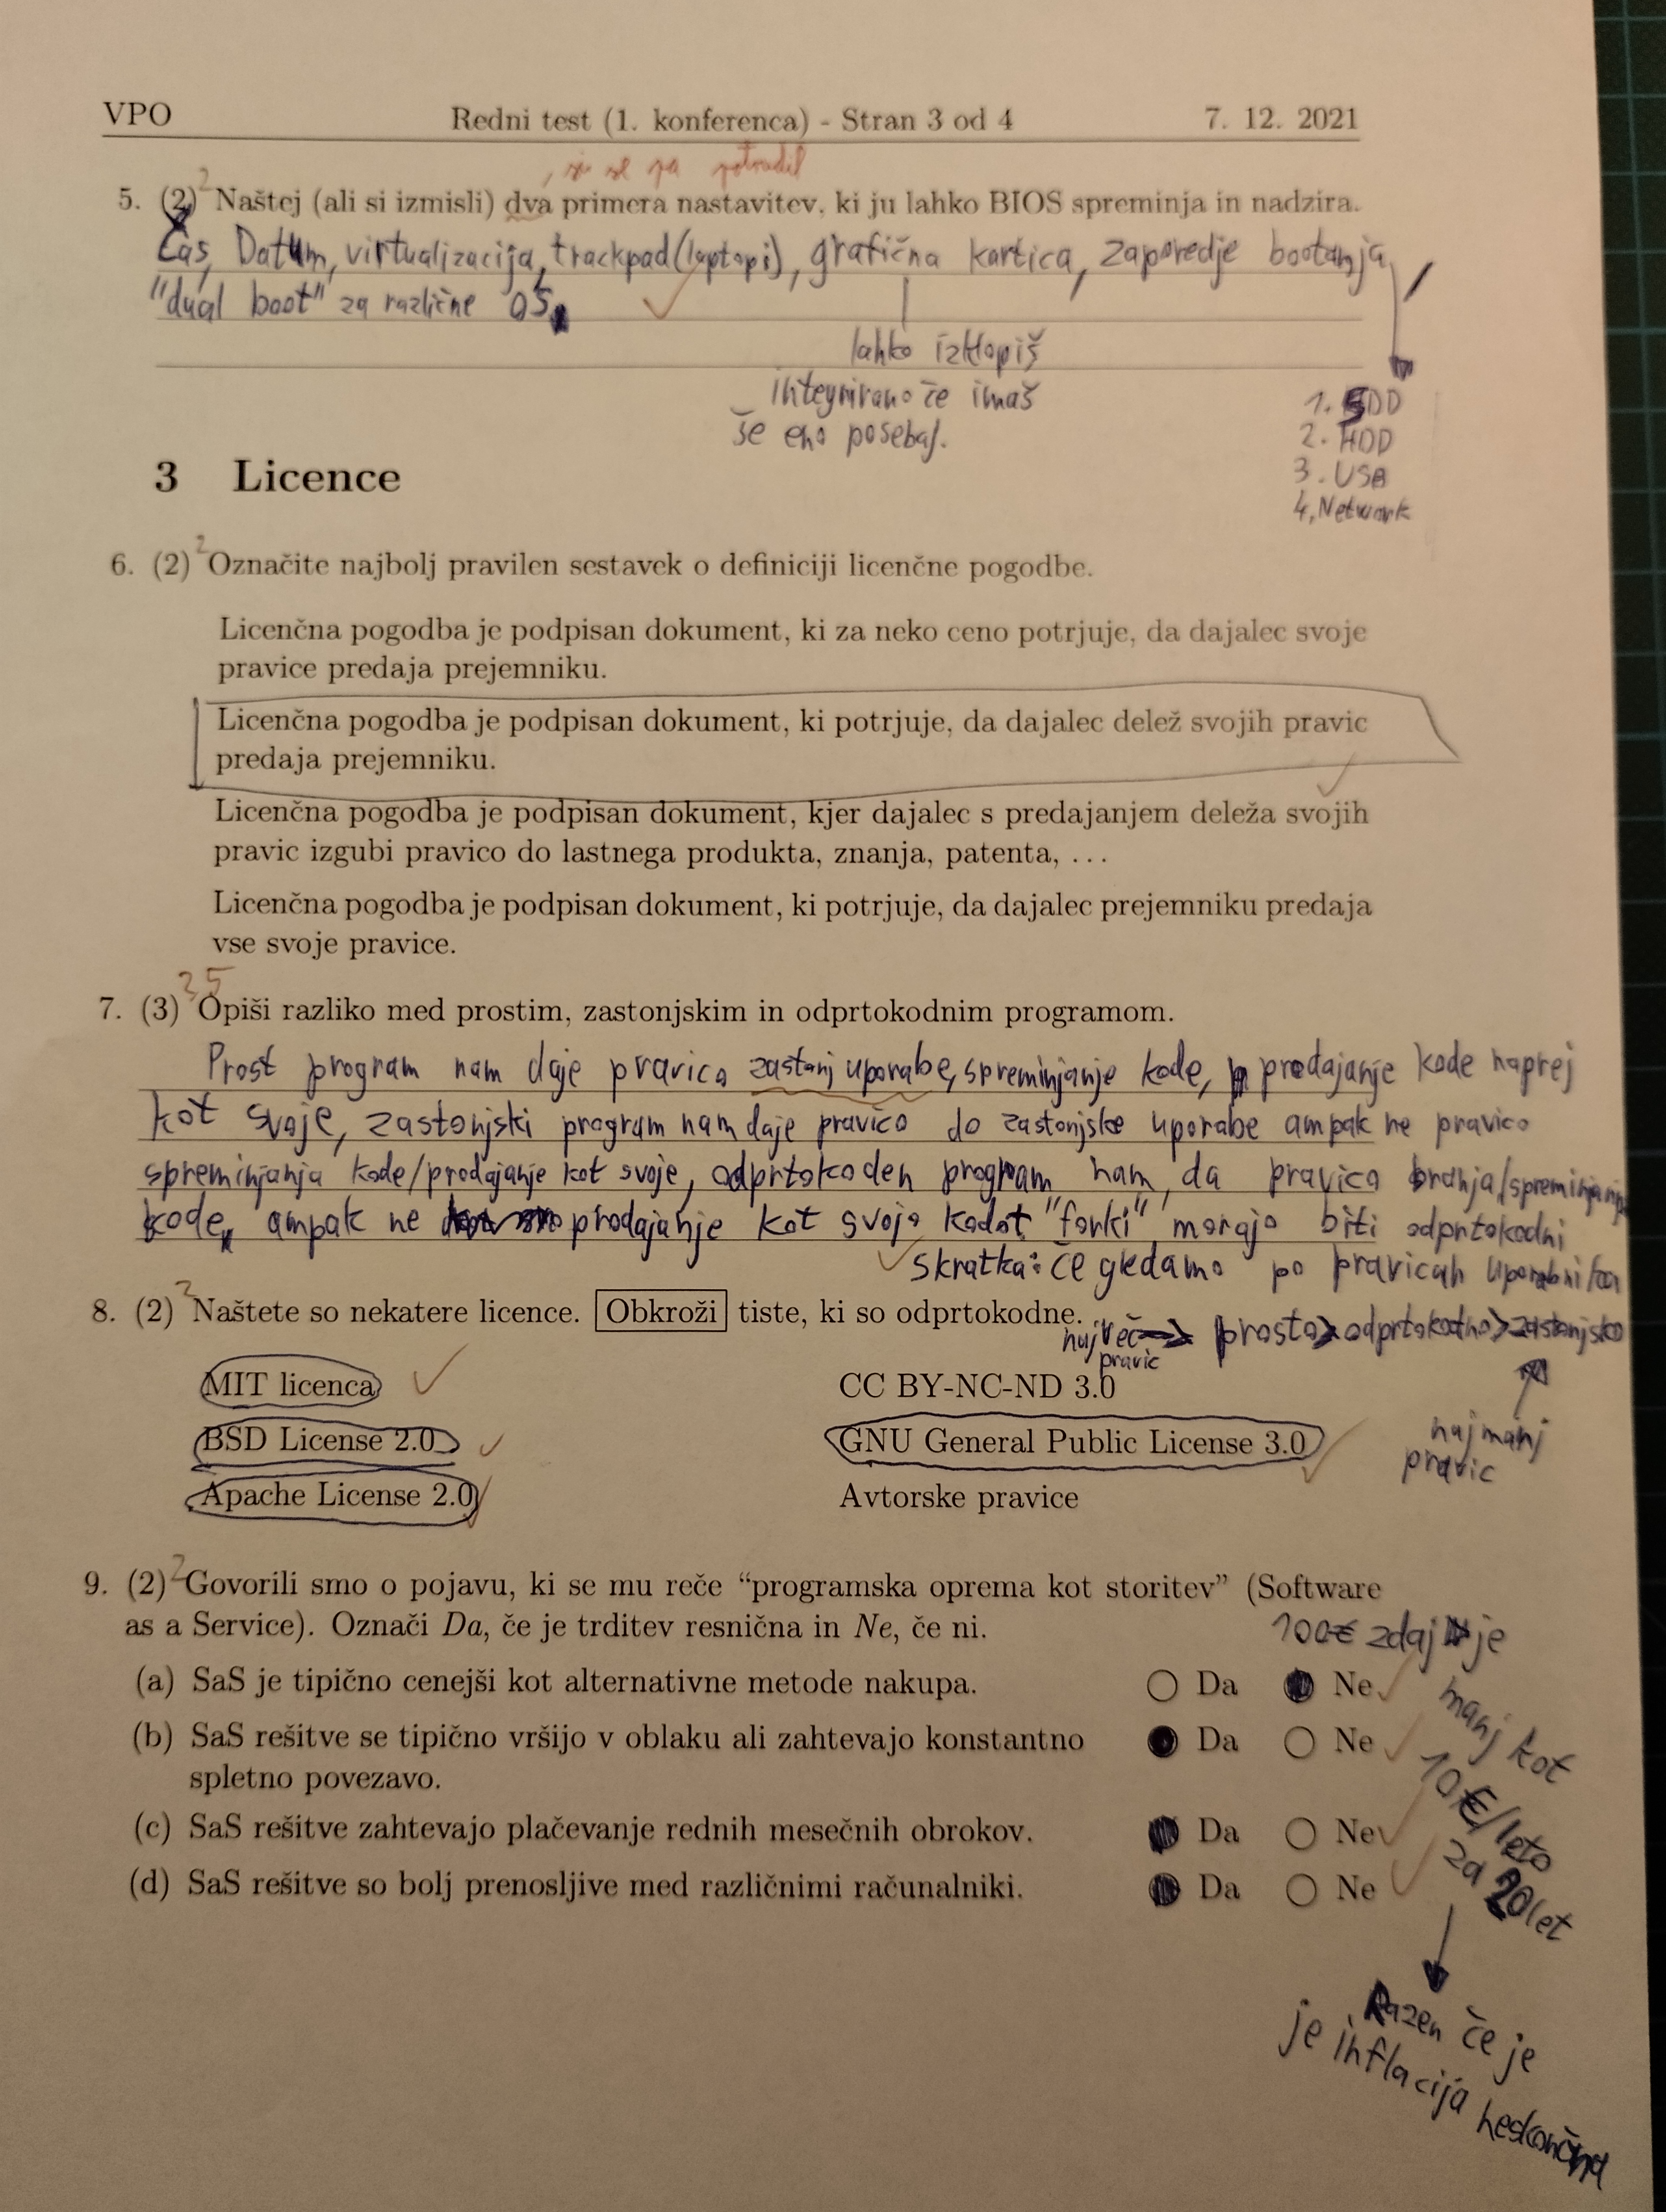 VPO Redni test (1. konferenca) - Stran 3 od 4 7. 12. 2021
, si se pa potrudil
5. (2) 2 Naštej (ali si izmisli) dva primera nastavitev, ki ju lahko BIOS spreminja in nadzira.
Čas, Datum, virtualizacija, trackpad(laptopi), grafična kartica, zaporedje bootanja,
"dual boot" za različne OS.
lahko izklopiš
integrirano če imaš
še eno posebaj.
1. SDD
2. HDD
3. USB
4, Network
3 Licence
6. (2) 2 Označite najbolj pravilen sestavek o definiciji licenčne pogodbe.
Licenčna pogodba je podpisan dokument, ki za neko ceno potrjuje, da dajalec svoje
pravice predaja prejemniku.
Licenčna pogodba je podpisan dokument, ki potrjuje, da dajalec delež svojih pravic
predaja prejemniku.
Licenčna pogodba je podpisan dokument, kjer dajalec s predajanjem deleža svojih
pravic izgubi pravico do lastnega produkta, znanja, patenta, ...
Licenčna pogodba je podpisan dokument, ki potrjuje, da dajalec prejemniku predaja
vse svoje pravice.
7. (3) 2,5 Opiši razliko med prostim, zastonjskim in odprtokodnim programom.
Prost program nam daje pravico zastonj uporabe, spreminjanje kode, prodajanje kode naprej
kot svoje, zastonjski program nam daje pravico do zastonjske uporabe ampak ne pravico
spreminjanja kode/prodajanje kot svoje, odprtokoden program nam da pravico branja/spreminjanja
kode, ampak ne prodajanje kot svojo kodo "forki" morajo biti odprtokodni
skratka: če gledamo po pravicah
8. (2) 2 Naštete so nekatere licence. Obkroži tiste, ki so odprtokodne.
največ pravic → prosto>odprtokodno>zastonjsko
najmanj
pravic
MIT licenca CC BY-NC-ND 3.0
BSD License 2.0 GNU General Public License 3.0
Apache License 2.0 Avtorske pravice
9. (2) 2 Govorili smo o pojavu, ki se mu reče “programska oprema kot storitev” (Software
as a Service). Označi Da, če je trditev resnična in Ne, če ni.
(a) SaS je tipično cenejši kot alternativne metode nakupa. Da Ne
(b) SaS rešitve se tipično vršijo v oblaku ali zahtevajo konstantno Da Ne
spletno povezavo.
(c) SaS rešitve zahtevajo plačevanje rednih mesečnih obrokov. Da Ne
(d) SaS rešitve so bolj prenosljive med različnimi računalniki. Da Ne
100€ zdaj je
manj kot
10€/leto
za 20let
Razen če je
je inflacija neskončna